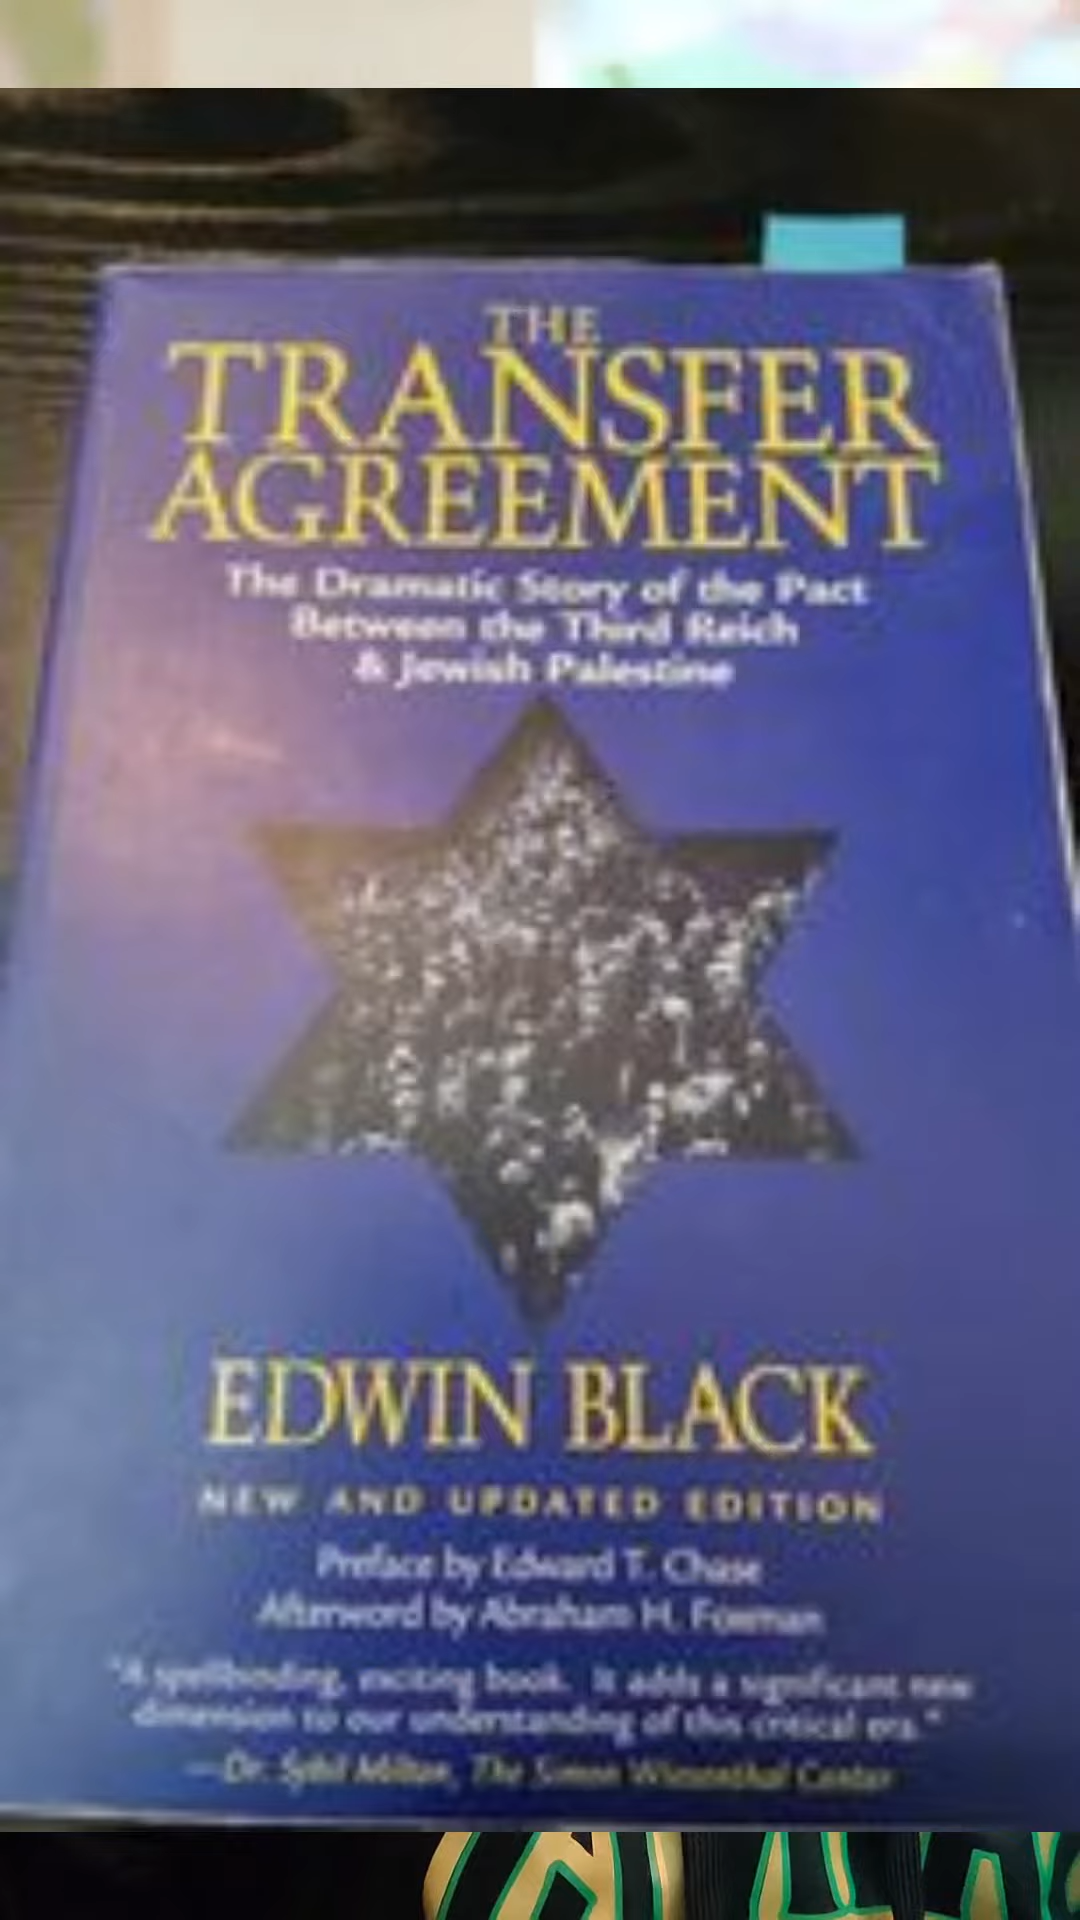 THE
TRANSFER
AGREEMENT
The Dramatic Story of the Pact
Between the Third Reich
& Jewish Palestine
EDWIN BLACK
NEW AND UPDATED EDITION
Preface by Edward T. Chase
Afterword by Abraham H. Foxman
"A spellbinding, exciting book. It adds a significant new
dimension to our understanding of this critical era."
—Dr. Sybil Milton, The Simon Wiesenthal Center